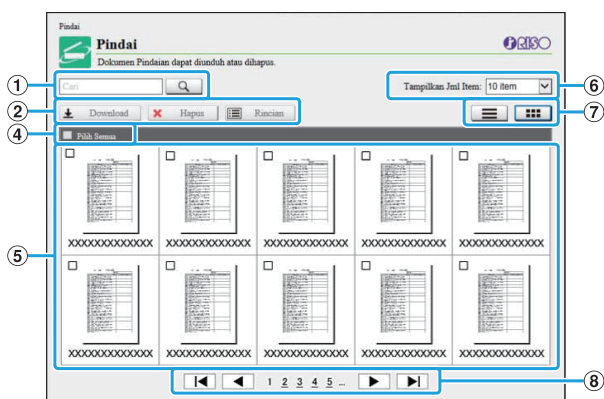 Pindai
Pindai
RISO
Dokumen Pindaian dapat diunduh atau dihapus.
1
Cari
Tampilkan Jml Item: 10 item
6
2
Download
Hapus
Rincian
7
4
Pilih Semua
5
XXXXXXXXXXXXX XXXXXXXXXXXXX XXXXXXXXXXXXX XXXXXXXXXXXXX XXXXXXXXXXXXX
XXXXXXXXXXXXX XXXXXXXXXXXXX XXXXXXXXXXXXX XXXXXXXXXXXXX XXXXXXXXXXXXX
1 2 3 4 5 ...
8